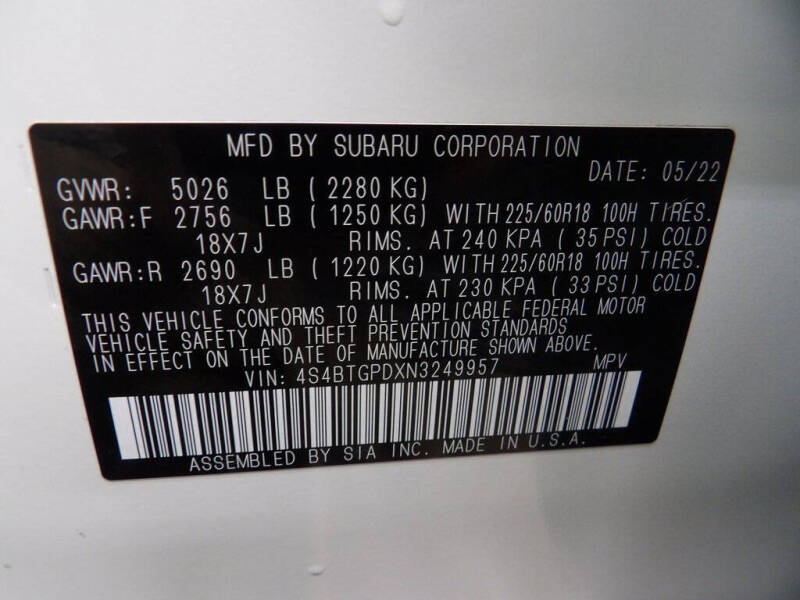 MFD BY SUBARU CORPORATION
DATE: 05/22
GVWR: 5026 LB (2280 KG)
GAWR:F 2756 LB (1250 KG) WITH 225/60R18 100H TIRES.
18X7J RIMS. AT 240 KPA (35 PSI) COLD
GAWR:R 2690 LB (1220 KG) WITH 225/60R18 100H TIRES.
18X7J RIMS. AT 230 KPA (33 PSI) COLD
THIS VEHICLE CONFORMS TO ALL APPLICABLE FEDERAL MOTOR
VEHICLE SAFETY AND THEFT PREVENTION STANDARDS
IN EFFECT ON THE DATE OF MANUFACTURE SHOWN ABOVE.
VIN: 4S4BTGPDXN3249957 MPV
ASSEMBLED BY SIA INC. MADE IN U.S.A.